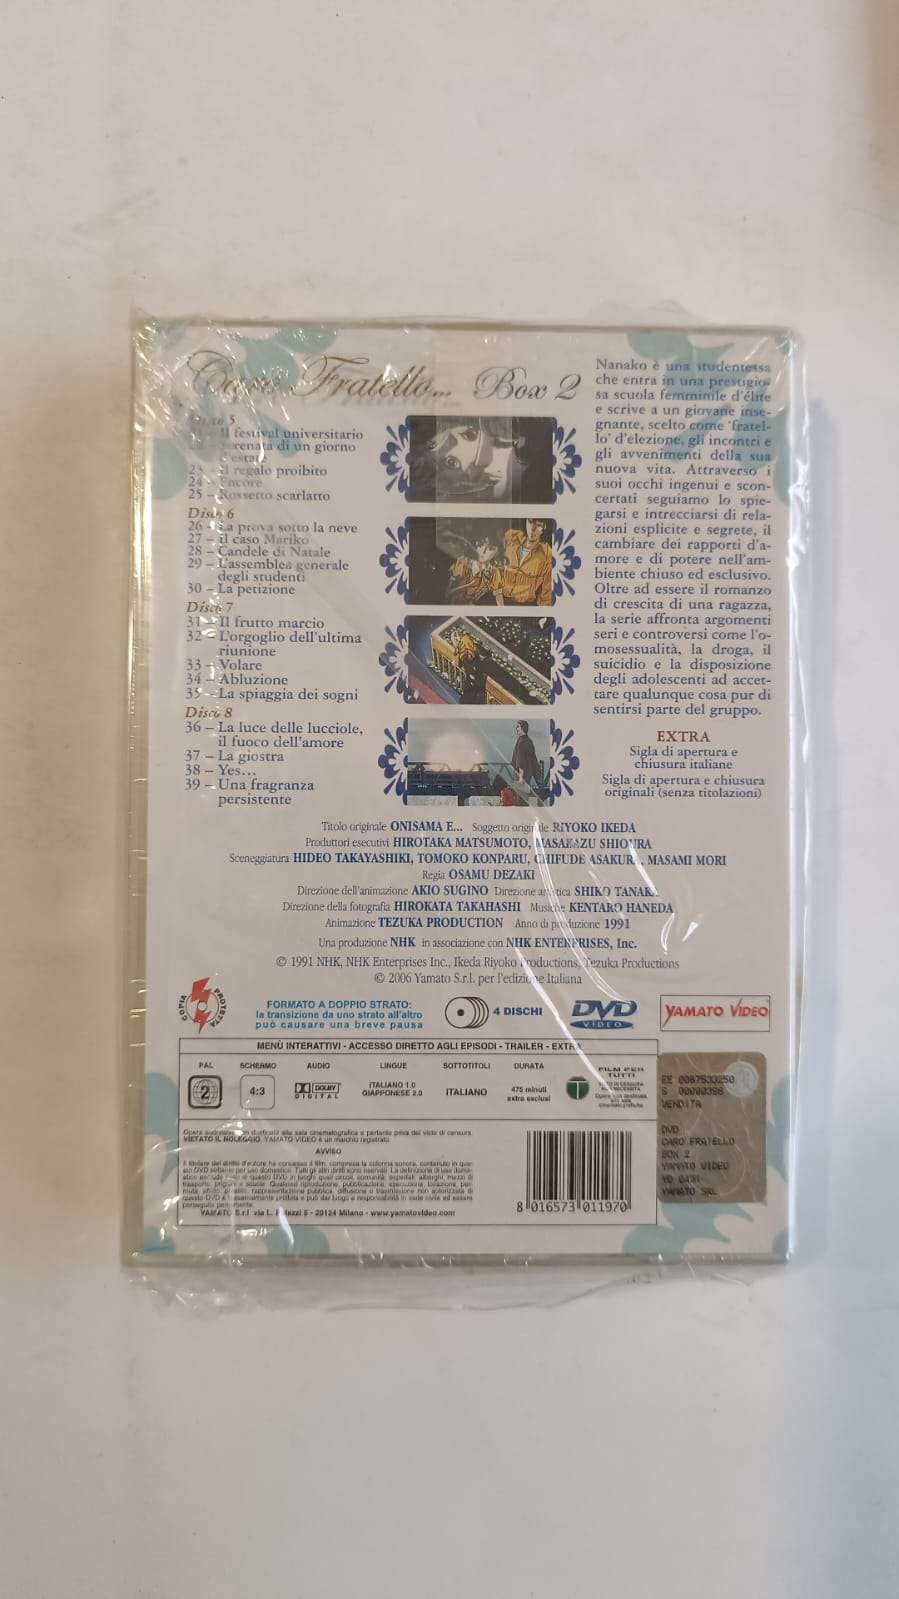 Caro Fratello... Box 2
Disco 5
21 – Il festival universitario
22 – Serenata di un giorno
d'estate
23 – Il regalo proibito
24 – Encore
25 – Rossetto scarlatto
Disco 6
26 – La prova sotto la neve
27 – il caso Mariko
28 – Candele di Natale
29 – L'assemblea generale
degli studenti
30 – La petizione
Disco 7
31 – Il frutto marcio
32 – L'orgoglio dell'ultima
riunione
33 – Volare
34 – Abluzione
35 – La spiaggia dei sogni
Disco 8
36 – La luce delle lucciole,
il fuoco dell'amore
37 – La giostra
38 – Yes...
39 – Una fragranza
persistente
Nanako è una studentessa
che entra in una prestigio-
sa scuola femminile d'élite
e scrive a un giovane inse-
gnante, scelto come 'fratel-
lo' d'elezione, gli incontri e
gli avvenimenti della sua
nuova vita. Attraverso i
suoi occhi ingenui e scon-
certati seguiamo lo spie-
garsi e intrecciarsi di rela-
zioni esplicite e segrete, il
cambiare dei rapporti d'a-
more e di potere nell'am-
biente chiuso ed esclusivo.
Oltre ad essere il romanzo
di crescita di una ragazza,
la serie affronta argomenti
seri e controversi come l'o-
mosessualità, la droga, il
suicidio e la disposizione
degli adolescenti ad accet-
tare qualunque cosa pur di
sentirsi parte del gruppo.
EXTRA
Sigla di apertura e
chiusura italiane
Sigla di apertura e chiusura
originali (senza titolazioni)
Titolo originale ONISAMA E... Soggetto originale RIYOKO IKEDA
Produttori esecutivi HIROTAKA MATSUMOTO, MASAKAZU SHIOURA
Sceneggiatura HIDEO TAKAYASHIKI, TOMOKO KONPARU, CHIFUDE ASAKURA, MASAMI MORI
Regia OSAMU DEZAKI
Direzione dell'animazione AKIO SUGINO Direzione artistica SHIKO TANAKA
Direzione della fotografia HIROKATA TAKAHASHI Musiche KENTARO HANEDA
Animazione TEZUKA PRODUCTION Anno di produzione 1991
Una produzione NHK in associazione con NHK ENTERPRISES, Inc.
© 1991 NHK, NHK Enterprises Inc., Ikeda Riyoko Productions, Tezuka Productions
© 2006 Yamato S.r.l. per l'edizione Italiana
COPIA PROTETTA
FORMATO A DOPPIO STRATO:
la transizione da uno strato all'altro
può causare una breve pausa
4 DISCHI
DVD
VIDEO
YAMATO VIDEO
MENÙ INTERATTIVI - ACCESSO DIRETTO AGLI EPISODI - TRAILER - EXTRA
PAL
2
SCHERMO
4:3
AUDIO
DOLBY
DIGITAL
LINGUE
ITALIANO 1.0
GIAPPONESE 2.0
SOTTOTITOLI
ITALIANO
DURATA
475 minuti
extra esclusi
T
FILM PER
TUTTI
VIETATO IL NOLEGGIO. YAMATO VIDEO è un marchio registrato.
AVVISO
YAMATO S.r.l via L. Palazzi 5 - 20124 Milano - www.yamatovideo.com
8 016573 011970
EE 0087533250
S 00000398
VENDITA
DVD
CARO FRATELLO
BOX 2
YAMATO VIDEO
YD 0431
YAMATO SRL